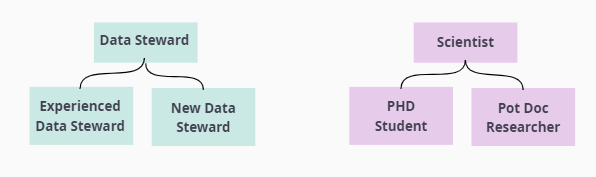 Data Steward
Experienced
Data Steward
New Data
Steward
Scientist
PHD
Student
Pot Doc
Researcher